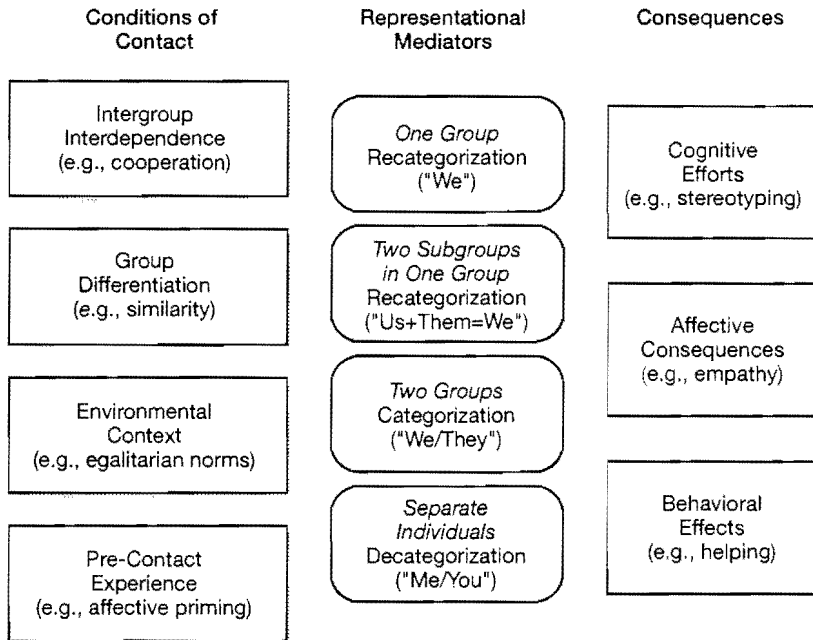 Conditions of
Contact
Intergroup
Interdependence
(e.g., cooperation)
Group
Differentiation
(e.g., similarity)
Environmental
Context
(e.g., egalitarian norms)
Pre-Contact
Experience
(e.g., affective priming)
Representational
Mediators
One Group
Recategorization
("We")
Two Subgroups
in One Group
Recategorization
("Us+Them=We")
Two Groups
Categorization
("We/They")
Separate
Individuals
Decategorization
("Me/You")
Consequences
Cognitive
Efforts
(e.g., stereotyping)
Affective
Consequences
(e.g., empathy)
Behavioral
Effects
(e.g., helping)